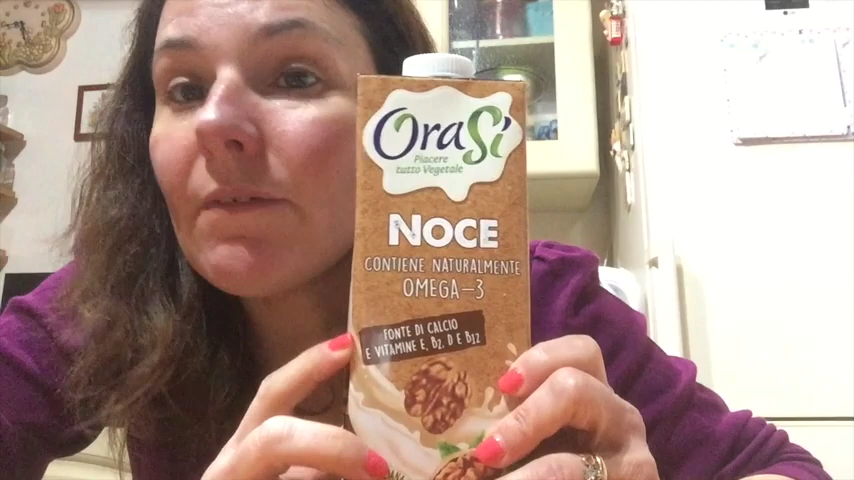 OraSì
Piacere
tutto Vegetale
NOCE
CONTIENE NATURALMENTE
OMEGA-3
FONTE DI CALCIO
E VITAMINE E, B2, D E B12